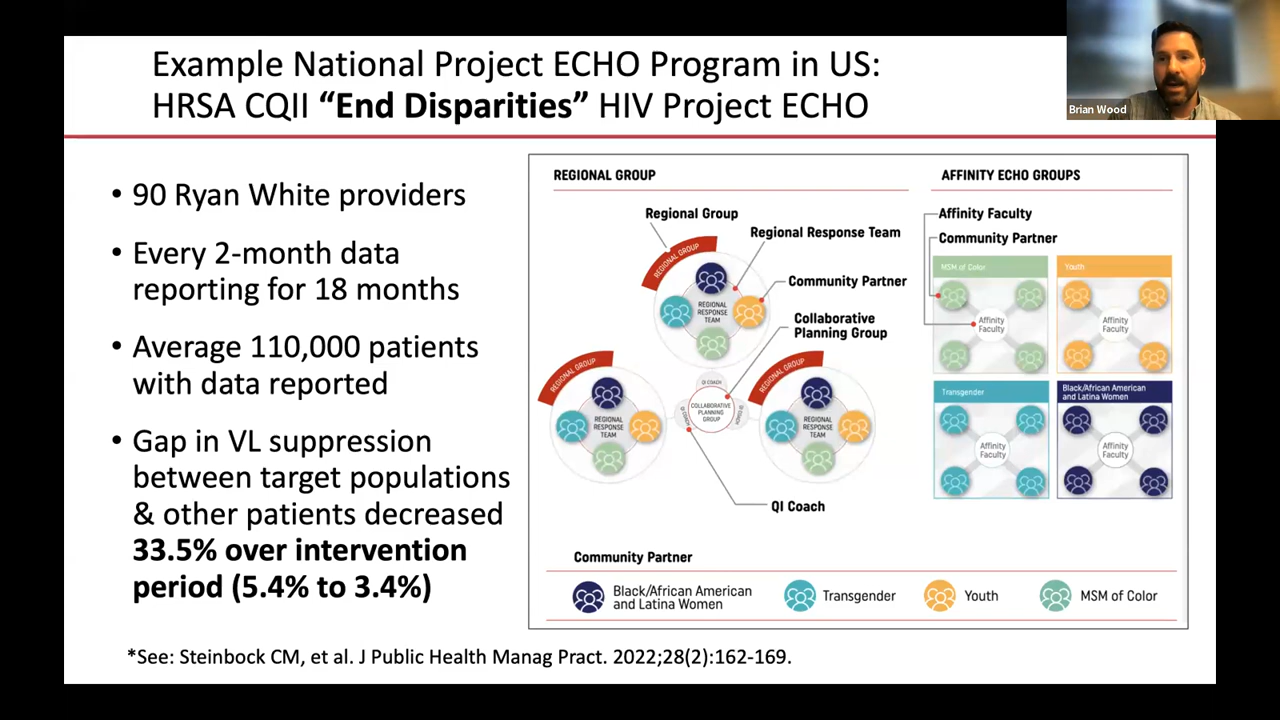 Example National Project ECHO Program in US:
HRSA CQII “End Disparities” HIV Project ECHO
Brian Wood
• 90 Ryan White providers
• Every 2-month data
reporting for 18 months
• Average 110,000 patients
with data reported
• Gap in VL suppression
between target populations
& other patients decreased
33.5% over intervention
period (5.4% to 3.4%)
REGIONAL GROUP
Regional Group
Regional Response Team
REGIONAL GROUP
Community Partner
REGIONAL
RESPONSE
TEAM
Collaborative
Planning Group
REGIONAL GROUP
REGIONAL
RESPONSE
TEAM
QI COACH
QI COACH
QI COACH
COLLABORATIVE
PLANNING
GROUP
REGIONAL GROUP
REGIONAL
RESPONSE
TEAM
QI Coach
AFFINITY ECHO GROUPS
Affinity Faculty
Community Partner
MSM of Color
Affinity
Faculty
Youth
Affinity
Faculty
Transgender
Affinity
Faculty
Black/African American
and Latina Women
Affinity
Faculty
Community Partner
Black/African American
and Latina Women
Transgender
Youth
MSM of Color
*See: Steinbock CM, et al. J Public Health Manag Pract. 2022;28(2):162-169.